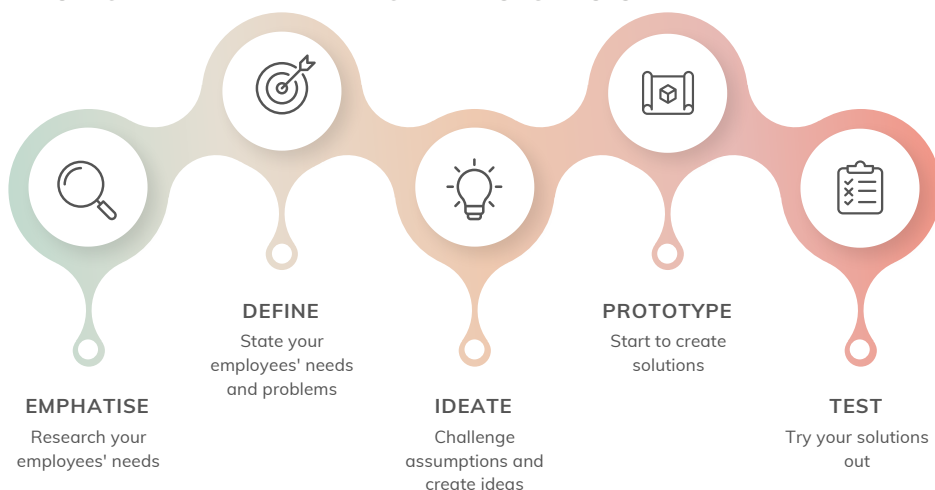 EMPHATISE
Research your
employees' needs
DEFINE
State your
employees' needs
and problems
IDEATE
Challenge
assumptions and
create ideas
PROTOTYPE
Start to create
solutions
TEST
Try your solutions
out